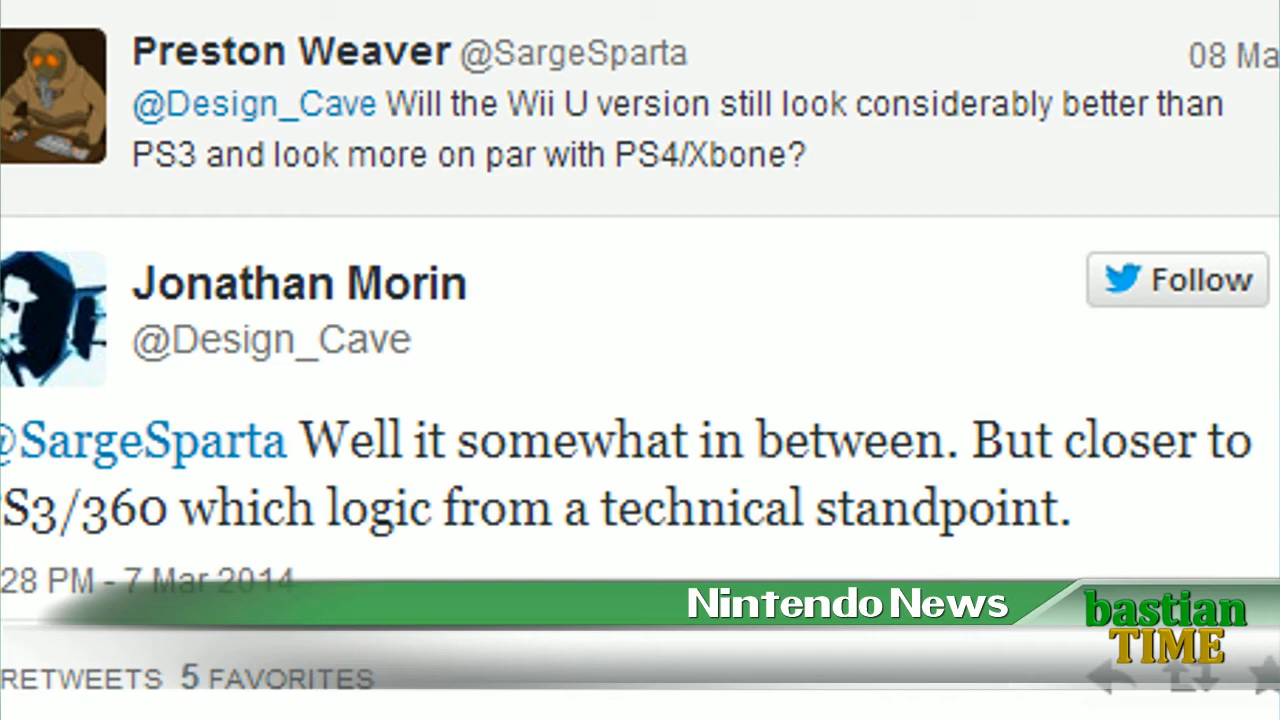 Preston Weaver @SargeSparta 08 Ma
@Design_Cave Will the Wii U version still look considerably better than
PS3 and look more on par with PS4/Xbone?
Jonathan Morin
Follow
@Design_Cave
@SargeSparta Well it somewhat in between. But closer to
S3/360 which logic from a technical standpoint.
28 PM - 7 Mar 2014
Nintendo News
bastian
TIME
RETWEETS 5 FAVORITES